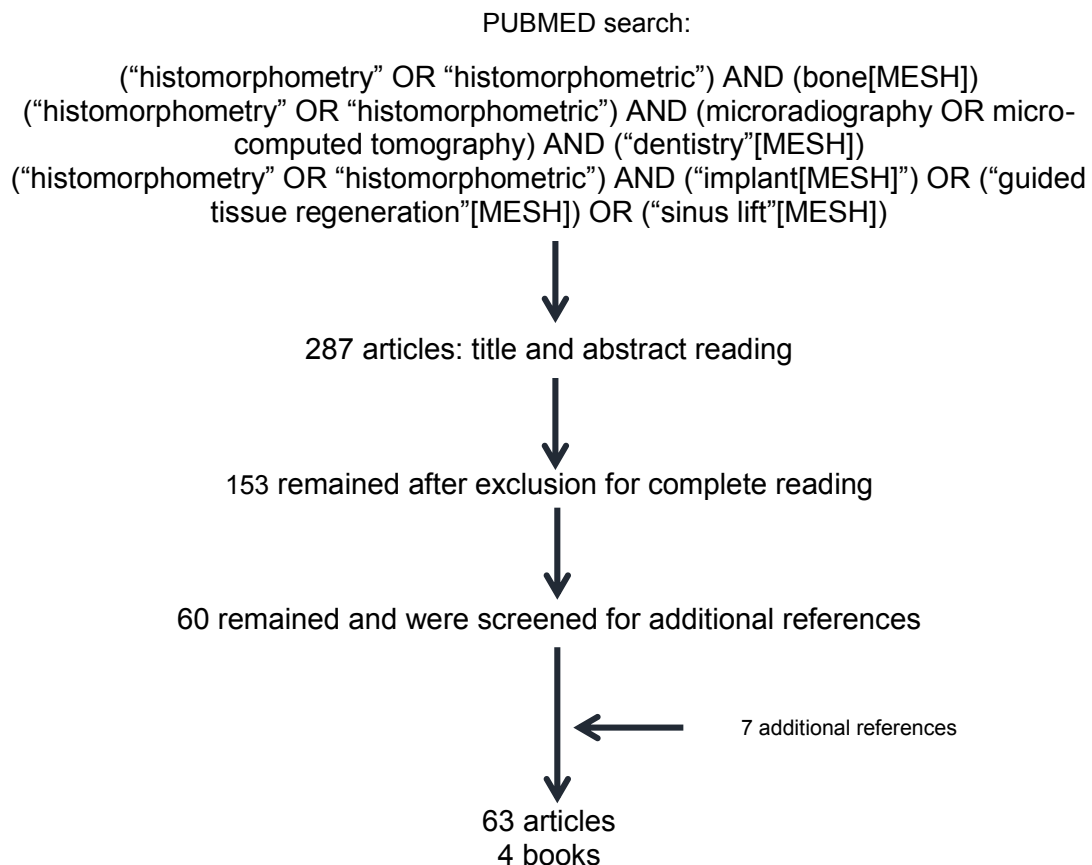 PUBMED search:
(“histomorphometry” OR “histomorphometric”) AND (bone[MESH])
(“histomorphometry” OR “histomorphometric”) AND (microradiography OR micro-
computed tomography) AND (“dentistry”[MESH])
(“histomorphometry” OR “histomorphometric”) AND (“implant[MESH]”) OR (“guided
tissue regeneration”[MESH]) OR (“sinus lift”[MESH])
287 articles: title and abstract reading
153 remained after exclusion for complete reading
60 remained and were screened for additional references
7 additional references
63 articles
4 books